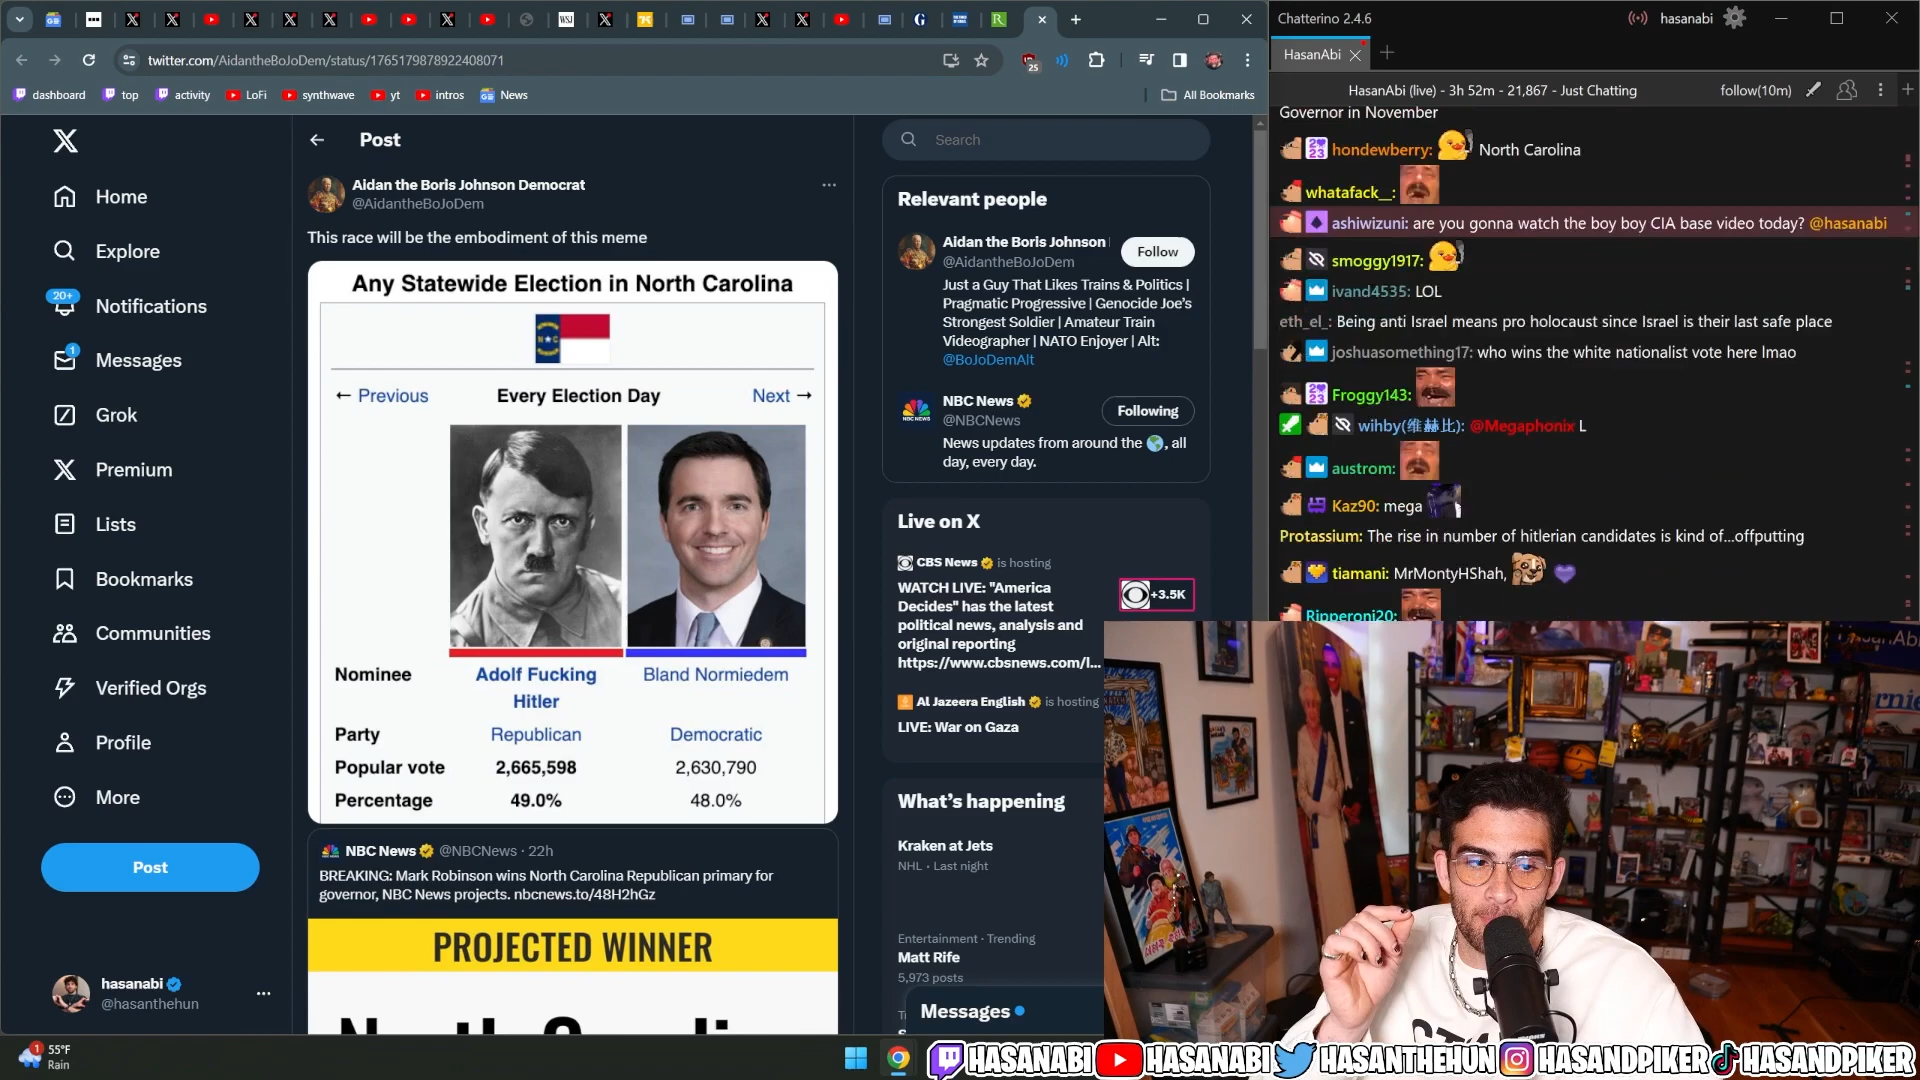 twitter.com/AidantheBoJoDem/status/1765179878922408071
25
dashboard
top
activity
LoFi
synthwave
yt
intros
News
All Bookmarks
Home
Explore
20+
Notifications
1
Messages
Grok
Premium
Lists
Bookmarks
Communities
Verified Orgs
Profile
More
Post
hasanabi
@hasanthehun
Post
Aidan the Boris Johnson Democrat
@AidantheBoJoDem
This race will be the embodiment of this meme
Any Statewide Election in North Carolina
← Previous
Every Election Day
Next →
Nominee
Adolf Fucking
Hitler
Bland Normiedem
Party
Republican
Democratic
Popular vote
2,665,598
2,630,790
Percentage
49.0%
48.0%
NBC News @NBCNews · 22h
BREAKING: Mark Robinson wins North Carolina Republican primary for
governor, NBC News projects. nbcnews.to/48H2hGz
PROJECTED WINNER
Search
Relevant people
Aidan the Boris Johnson
@AidantheBoJoDem
Follow
Just a Guy That Likes Trains & Politics |
Pragmatic Progressive | Genocide Joe's
Strongest Soldier | Amateur Train
Videographer | NATO Enjoyer | Alt:
@BoJoDemAlt
NBC News
@NBCNews
Following
News updates from around the 🌎, all
day, every day.
Live on X
CBS News is hosting
WATCH LIVE: "America
Decides" has the latest
political news, analysis and
original reporting
https://www.cbsnews.com/l...
+3.5K
Al Jazeera English is hosting
LIVE: War on Gaza
What's happening
Kraken at Jets
NHL · Last night
Entertainment · Trending
Matt Rife
5,973 posts
Messages
Chatterino 2.4.6
hasanabi
HasanAbi
HasanAbi (live) - 3h 52m - 21,867 - Just Chatting
follow(10m)
Governor in November
hondewberry: North Carolina
whatafack__:
ashiwizuni: are you gonna watch the boy boy CIA base video today? @hasanabi
smoggy1917:
ivand4535: LOL
eth_el_: Being anti Israel means pro holocaust since Israel is their last safe place
joshuasomething17: who wins the white nationalist vote here lmao
Froggy143:
wihby(维赫比): @Megaphonix L
austrom:
Kaz90: mega
Protassium: The rise in number of hitlerian candidates is kind of...offputting
tiamani: MrMontyHShah,
Ripperoni20:
1
55°F
Rain
HASANABI
HASANABI
HASANTHEHUN
HASANDPIKER
HASANDPIKER